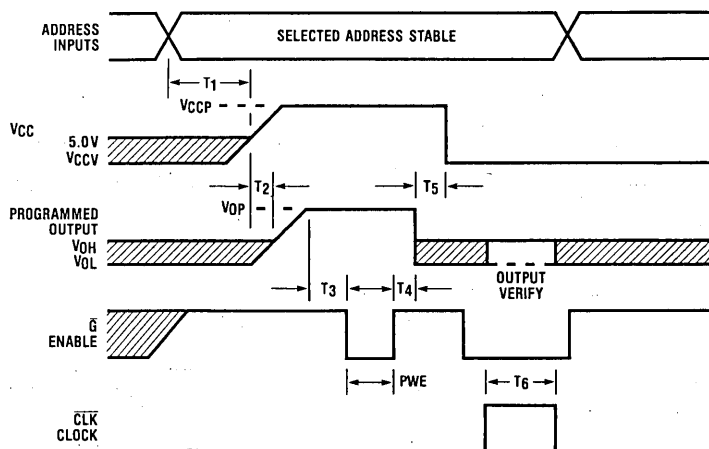 ADDRESS
INPUTS
SELECTED ADDRESS STABLE
T1
VCCP
VCC
5.0V
VCCV
T2
T5
VOP
PROGRAMMED
OUTPUT
VOH
VOL
OUTPUT
VERIFY
T3
T4
G̅
ENABLE
PWE
T6
C̅L̅K̅
CLOCK